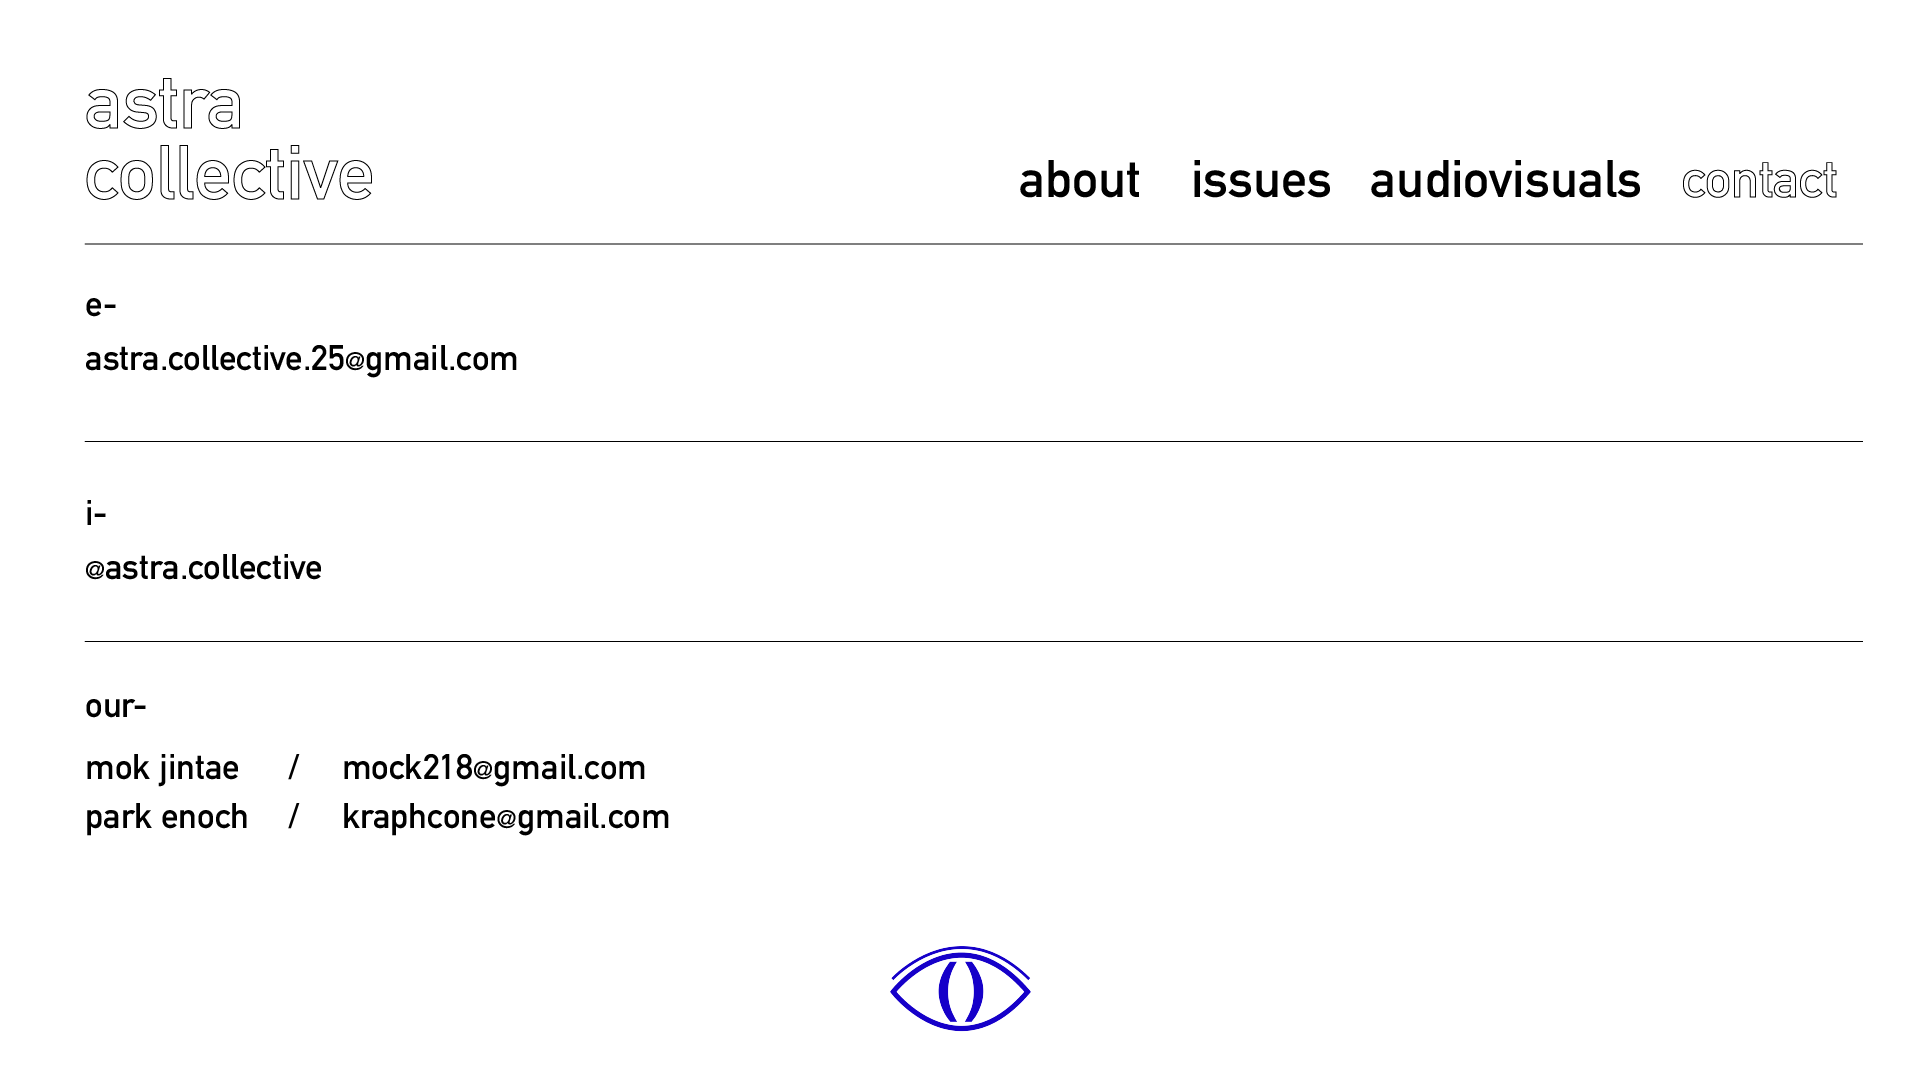 astra
collective
about issues audiovisuals contact
e-
astra.collective.25@gmail.com
i-
@astra.collective
our-
mok jintae / mock218@gmail.com
park enoch / kraphcone@gmail.com